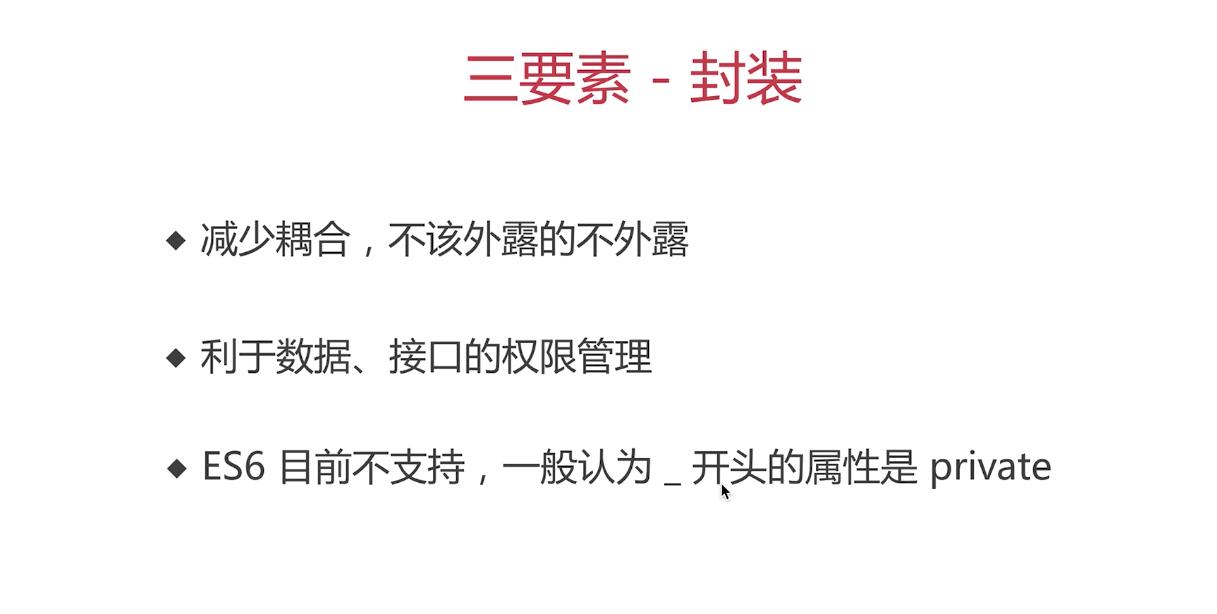 三要素 - 封装
◆ 减少耦合，不该外露的不外露
◆ 利于数据、接口的权限管理
◆ ES6 目前不支持，一般认为 _ 开头的属性是 private